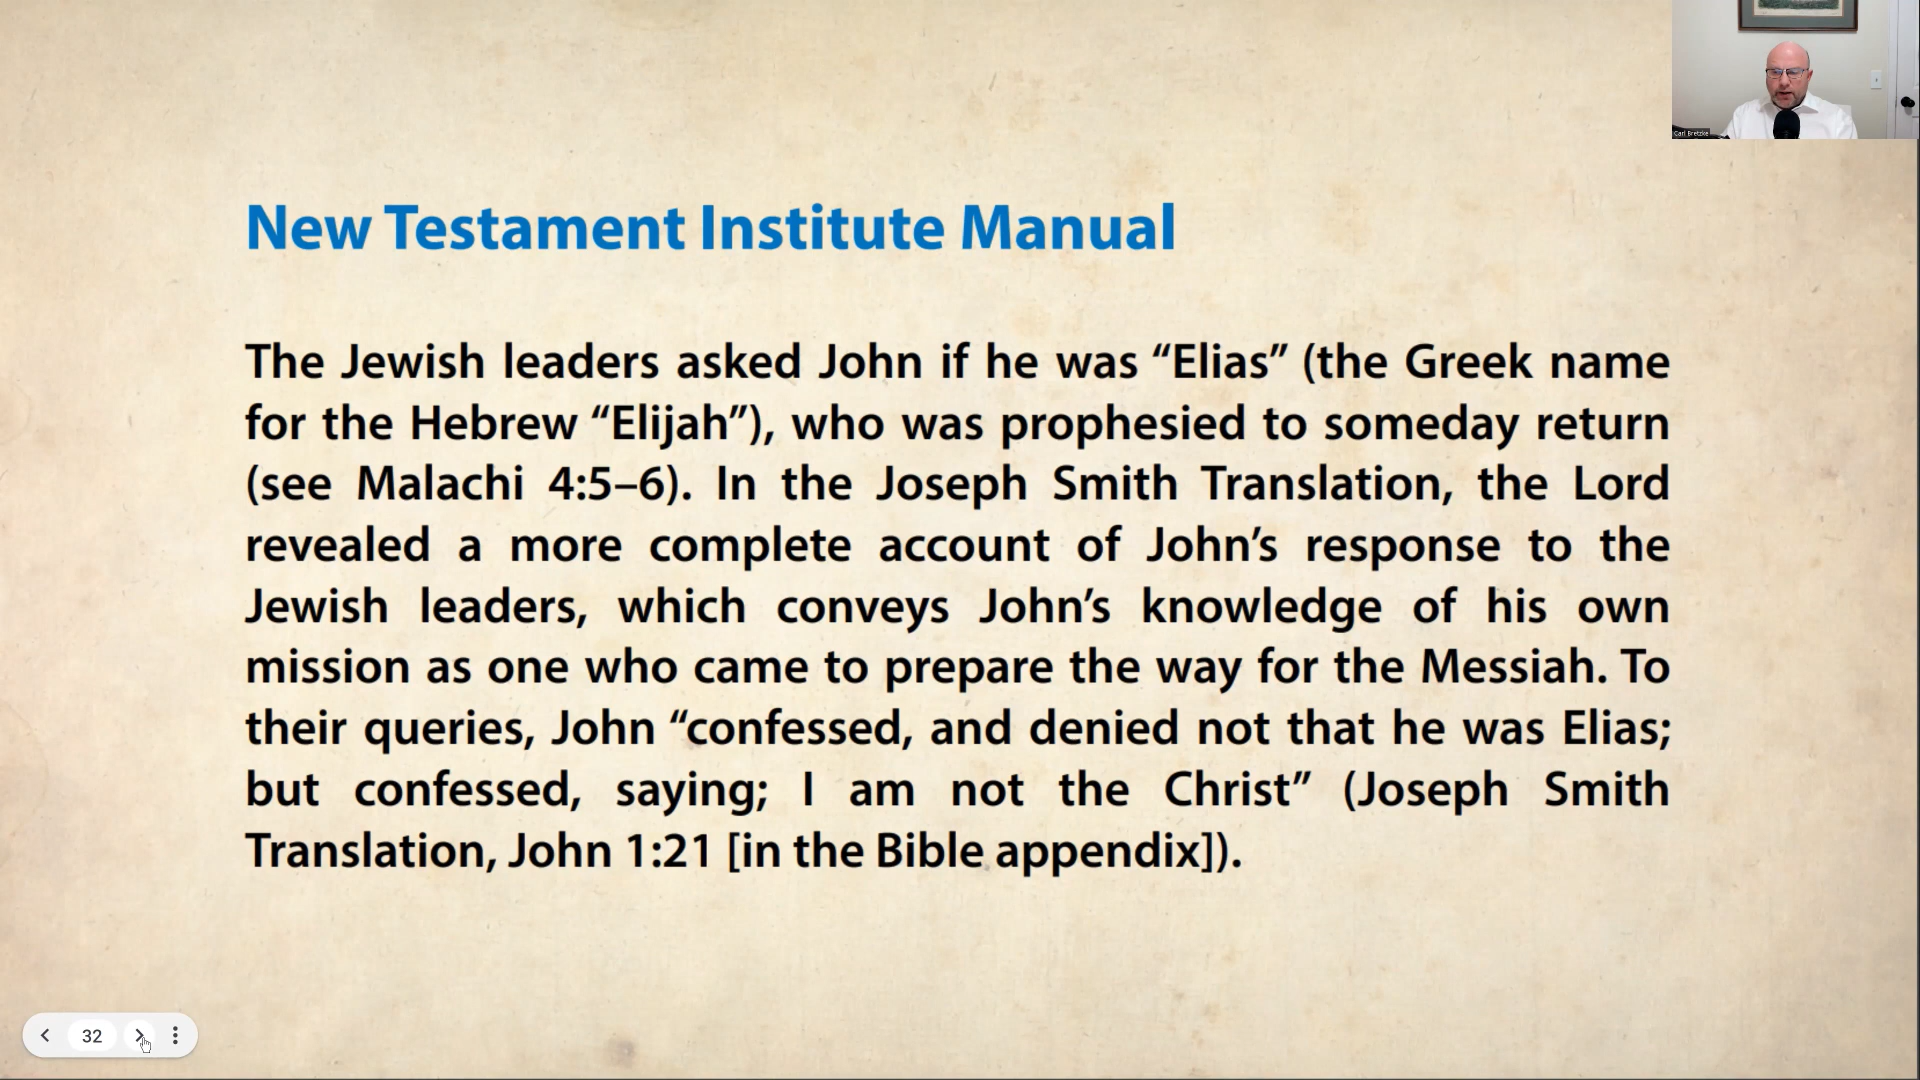 Carl Bretzke
New Testament Institute Manual
The Jewish leaders asked John if he was “Elias” (the Greek name
for the Hebrew “Elijah”), who was prophesied to someday return
(see Malachi 4:5–6). In the Joseph Smith Translation, the Lord
revealed a more complete account of John’s response to the
Jewish leaders, which conveys John’s knowledge of his own
mission as one who came to prepare the way for the Messiah. To
their queries, John “confessed, and denied not that he was Elias;
but confessed, saying; I am not the Christ” (Joseph Smith
Translation, John 1:21 [in the Bible appendix]).
32